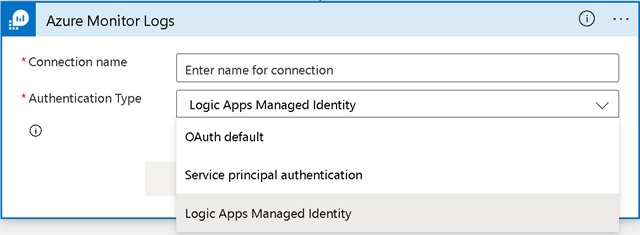 Azure Monitor Logs
* Connection name
Enter name for connection
* Authentication Type
Logic Apps Managed Identity
OAuth default
Service principal authentication
Logic Apps Managed Identity